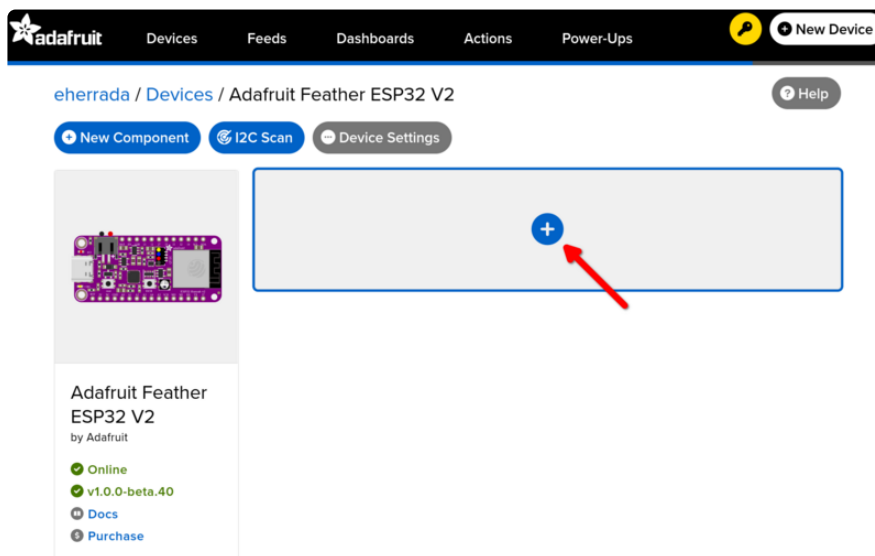 adafruit Devices Feeds Dashboards Actions Power-Ups New Device
eherrada / Devices / Adafruit Feather ESP32 V2 Help
New Component I2C Scan Device Settings
Adafruit Feather
ESP32 V2
by Adafruit
Online
v1.0.0-beta.40
Docs
Purchase